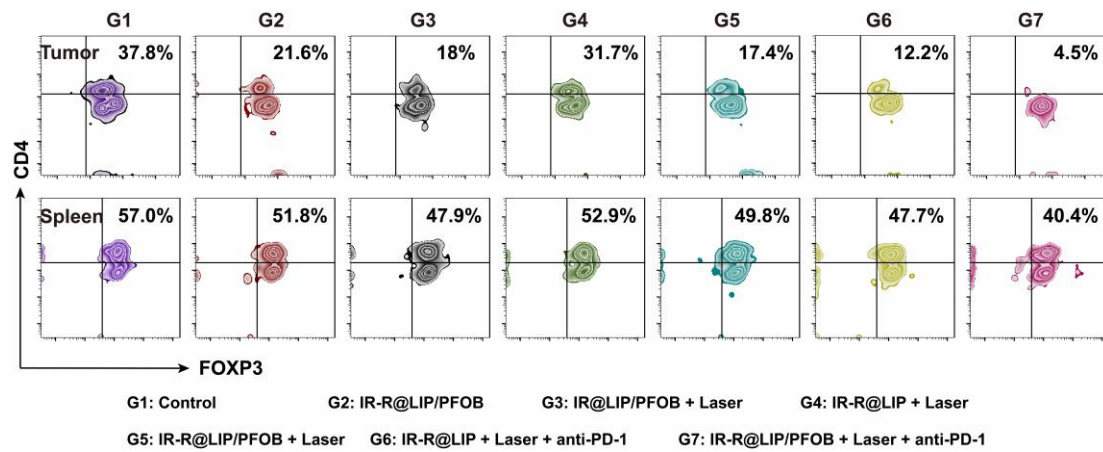 G1 G2 G3 G4 G5 G6 G7
Tumor 37.8% 21.6% 18% 31.7% 17.4% 12.2% 4.5%
CD4
Spleen 57.0% 51.8% 47.9% 52.9% 49.8% 47.7% 40.4%
FOXP3
G1: Control G2: IR-R@LIP/PFOB G3: IR@LIP/PFOB + Laser G4: IR-R@LIP + Laser
G5: IR-R@LIP/PFOB + Laser G6: IR-R@LIP + Laser + anti-PD-1 G7: IR-R@LIP/PFOB + Laser + anti-PD-1